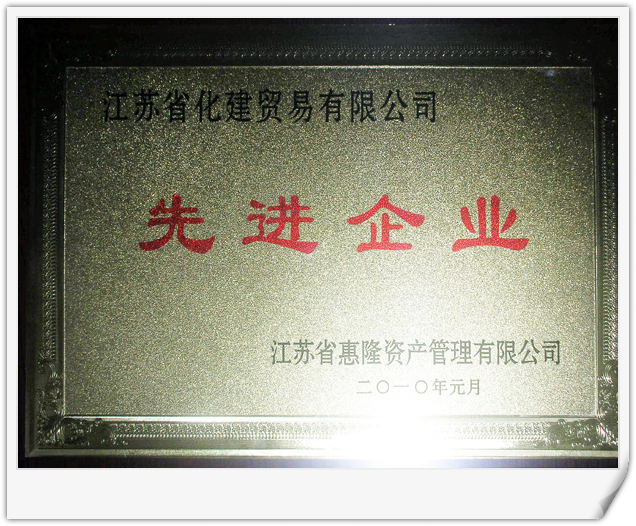 江苏省化建贸易有限公司
先进企业
江苏省惠隆资产管理有限公司
二〇一〇年元月